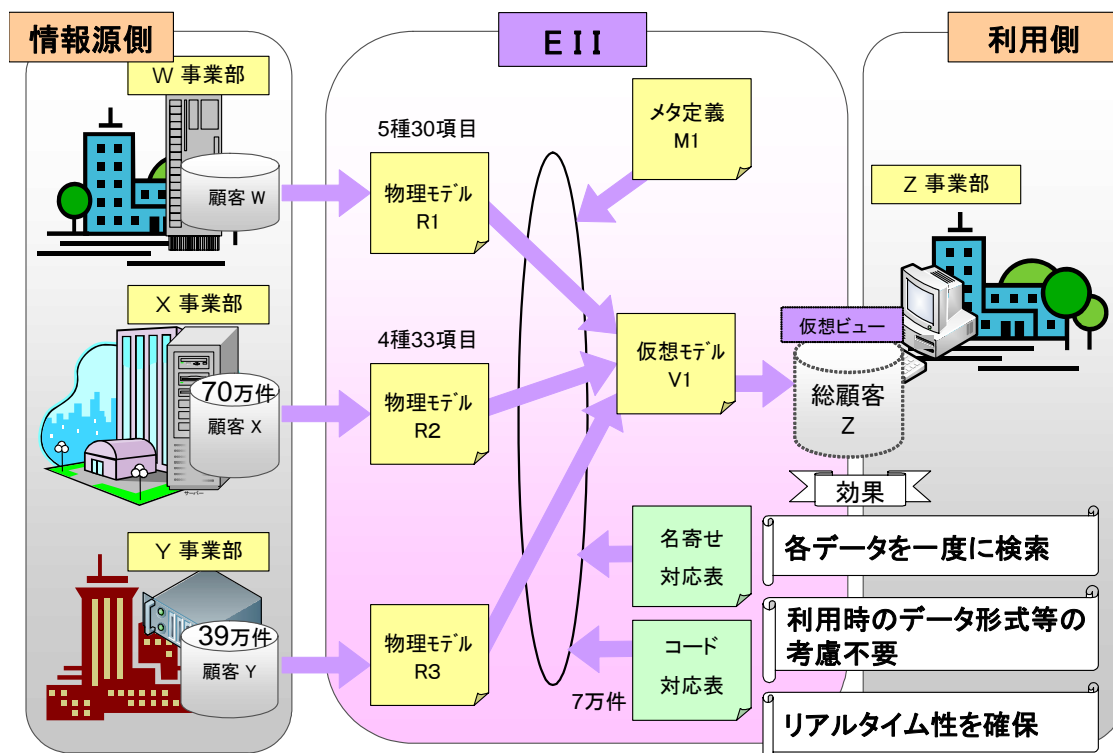 情報源側
EII
利用側
W 事業部
顧客 W
X 事業部
70万件
顧客 X
サーバー
Y 事業部
39万件
顧客 Y
5種30項目
物理モデル
R1
4種33項目
物理モデル
R2
物理モデル
R3
メタ定義
M1
仮想モデル
V1
名寄せ
対応表
コード
対応表
7万件
Z 事業部
仮想ビュー
総顧客
Z
効果
各データを一度に検索
利用時のデータ形式等の
考慮不要
リアルタイム性を確保